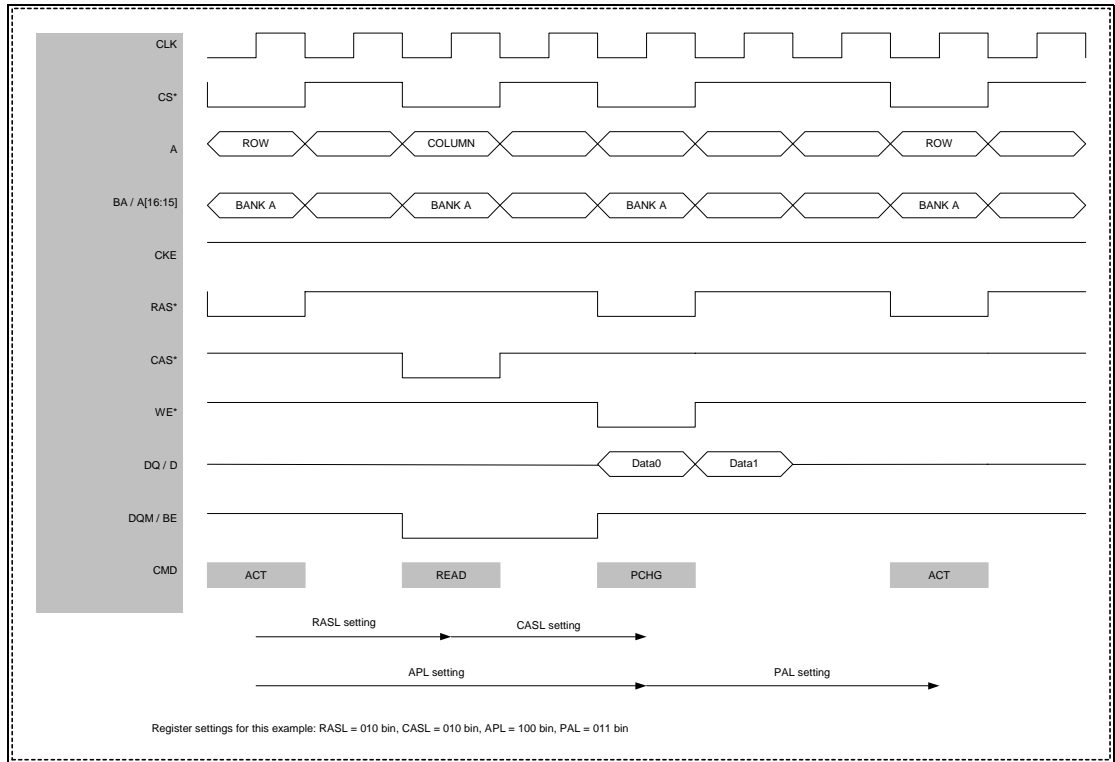 CLK
CS*
A ROW COLUMN ROW
BA / A[16:15] BANK A BANK A BANK A BANK A
CKE
RAS*
CAS*
WE*
DQ / D Data0 Data1
DQM / BE
CMD ACT READ PCHG ACT
RASL setting CASL setting
APL setting PAL setting
Register settings for this example: RASL = 010 bin, CASL = 010 bin, APL = 100 bin, PAL = 011 bin